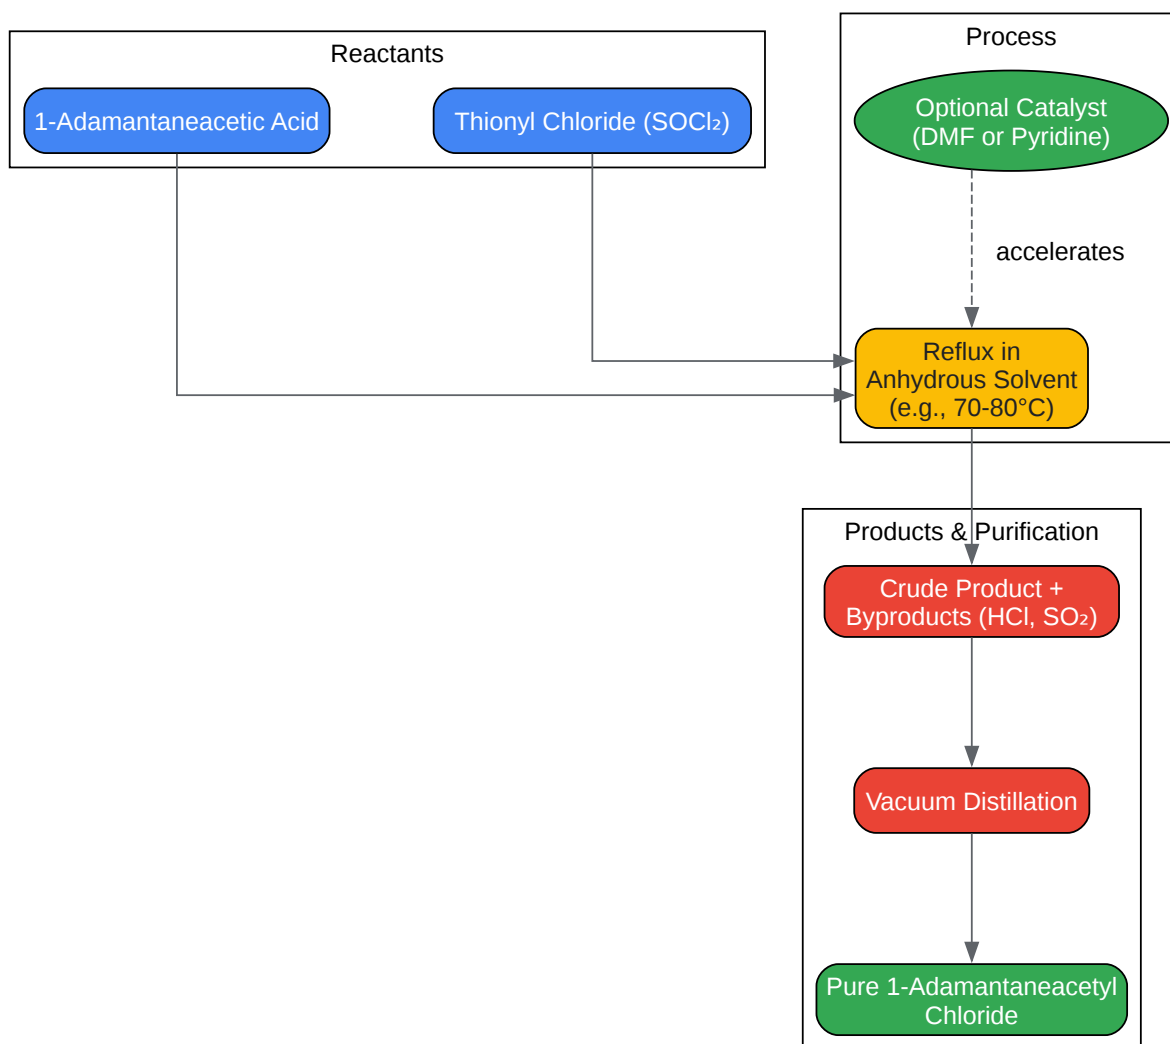 Reactants
1-Adamantaneacetic Acid
Thionyl Chloride (SOCl₂)
Process
Optional Catalyst
(DMF or Pyridine)
accelerates
Reflux in
Anhydrous Solvent
(e.g., 70-80°C)
Products & Purification
Crude Product +
Byproducts (HCl, SO₂)
Vacuum Distillation
Pure 1-Adamantaneacetyl
Chloride